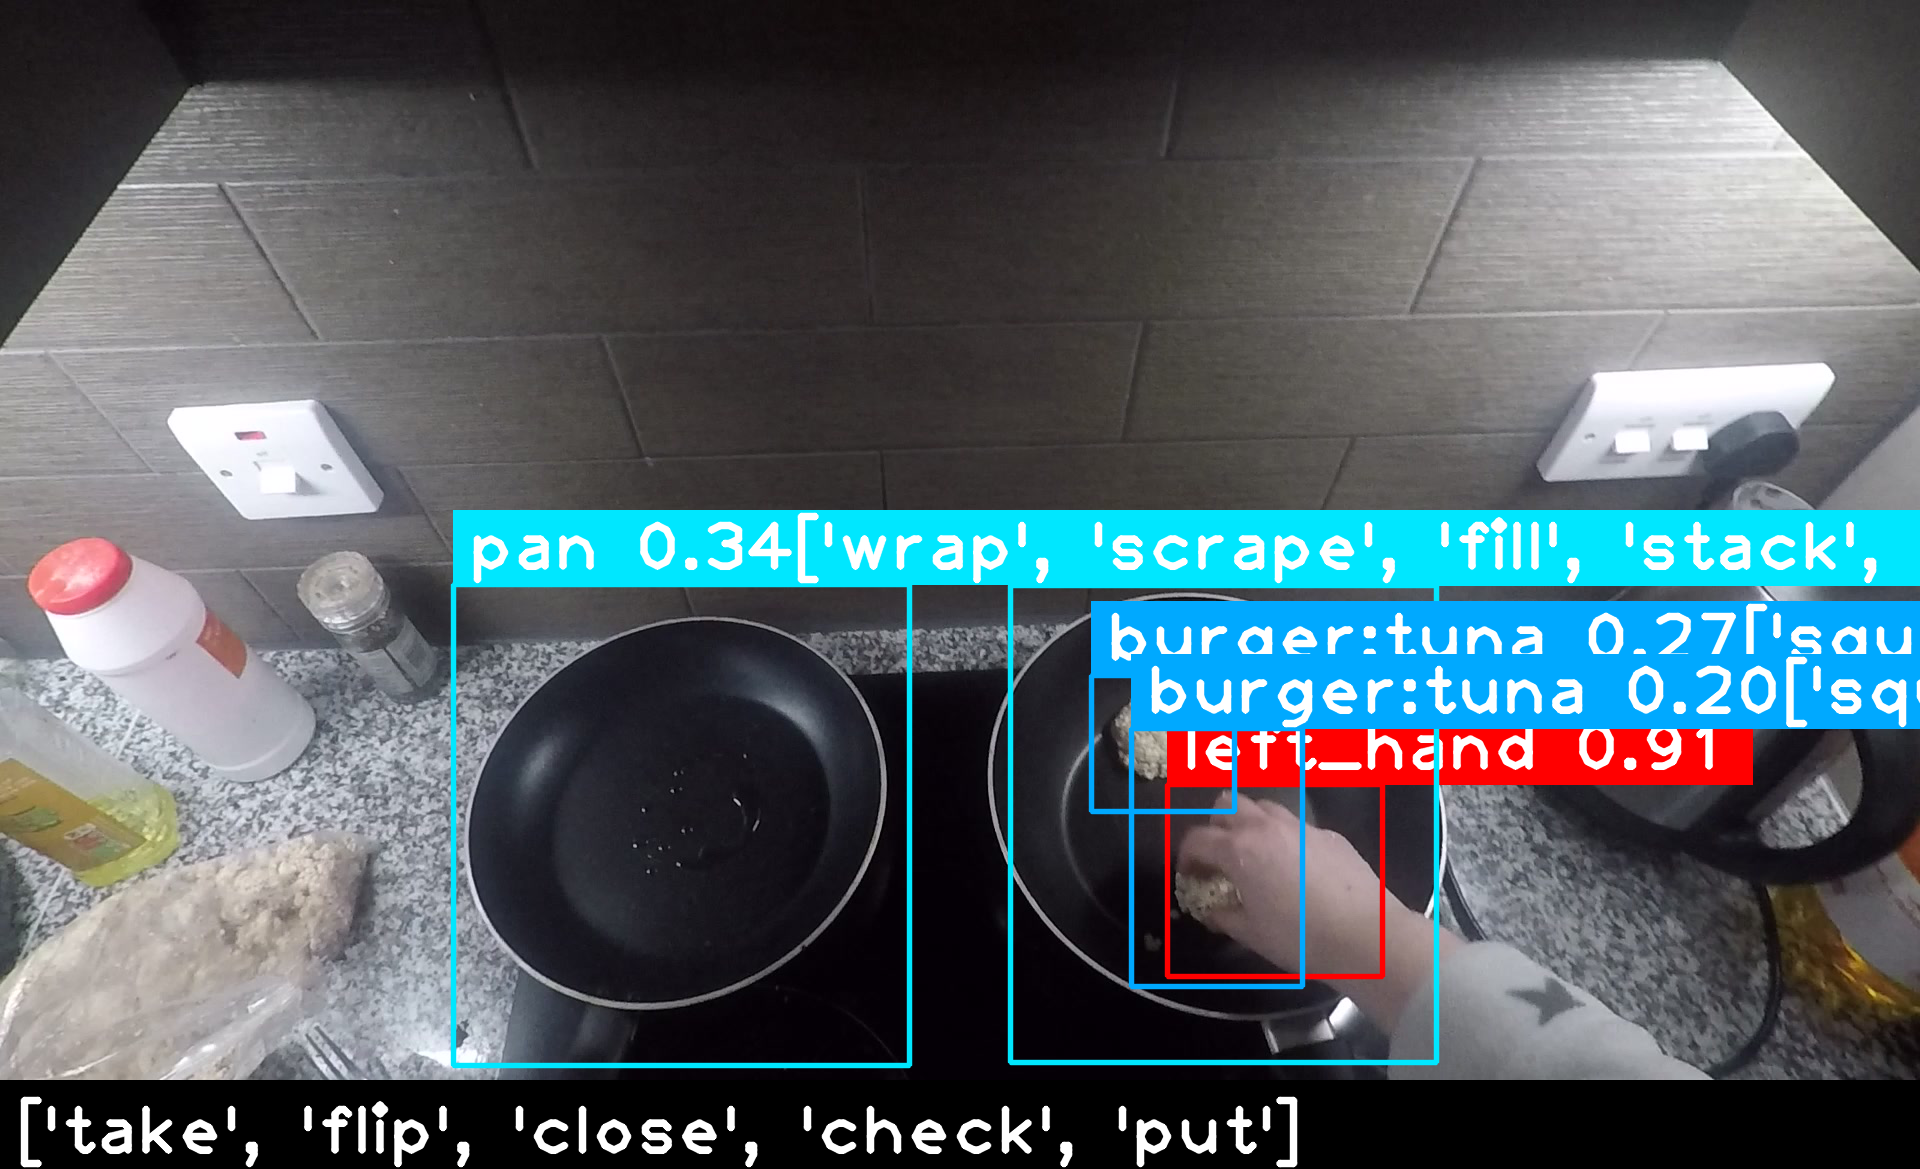 pan 0.34['wrap', 'scrape', 'fill', 'stack',
burger:tuna 0.27['squ
burger:tuna 0.20['squ
left_hand 0.91
['take', 'flip', 'close', 'check', 'put']